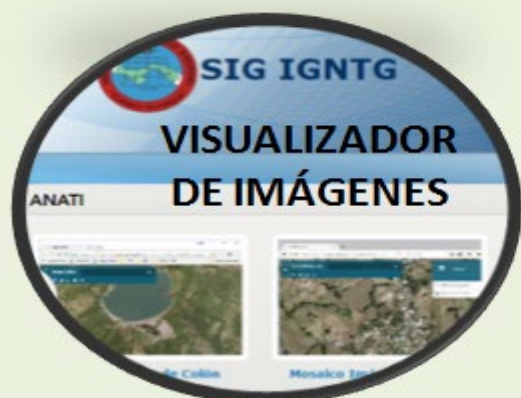 SIG IGNTG
VISUALIZADOR
DE IMÁGENES
ANATI
de Colón
Mosaico